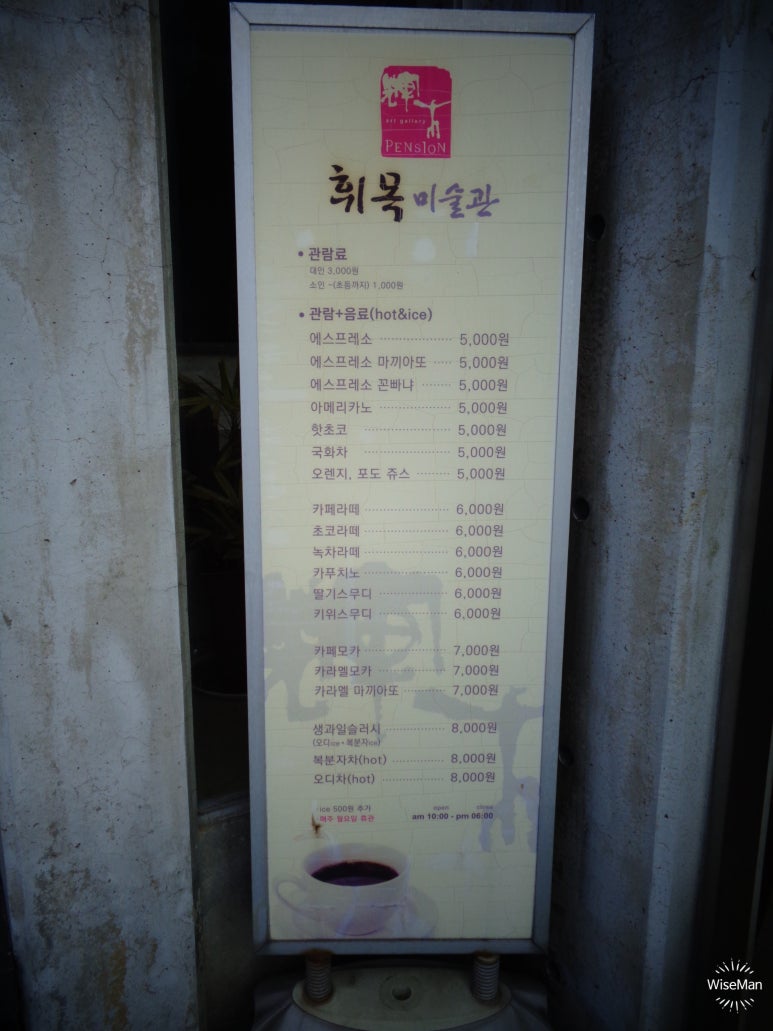 art gallery
PENSION
휘목 미술관
• 관람료
대인 3,000원
소인 -(초등까지) 1,000원
• 관람+음료(hot&ice)
에스프레소 5,000원
에스프레소 마끼아또 5,000원
에스프레소 꼰빠냐 5,000원
아메리카노 5,000원
핫초코 5,000원
국화차 5,000원
오렌지, 포도 쥬스 5,000원
카페라떼 6,000원
초코라떼 6,000원
녹차라떼 6,000원
카푸치노 6,000원
딸기스무디 6,000원
키위스무디 6,000원
카페모카 7,000원
카라멜모카 7,000원
카라멜 마끼아또 7,000원
생과일슬러시 8,000원
(오디ice·복분자ice)
복분자차(hot) 8,000원
오디차(hot) 8,000원
ice 500원 추가
매주 월요일 휴관
open close
am 10:00 - pm 06:00
WiseMan